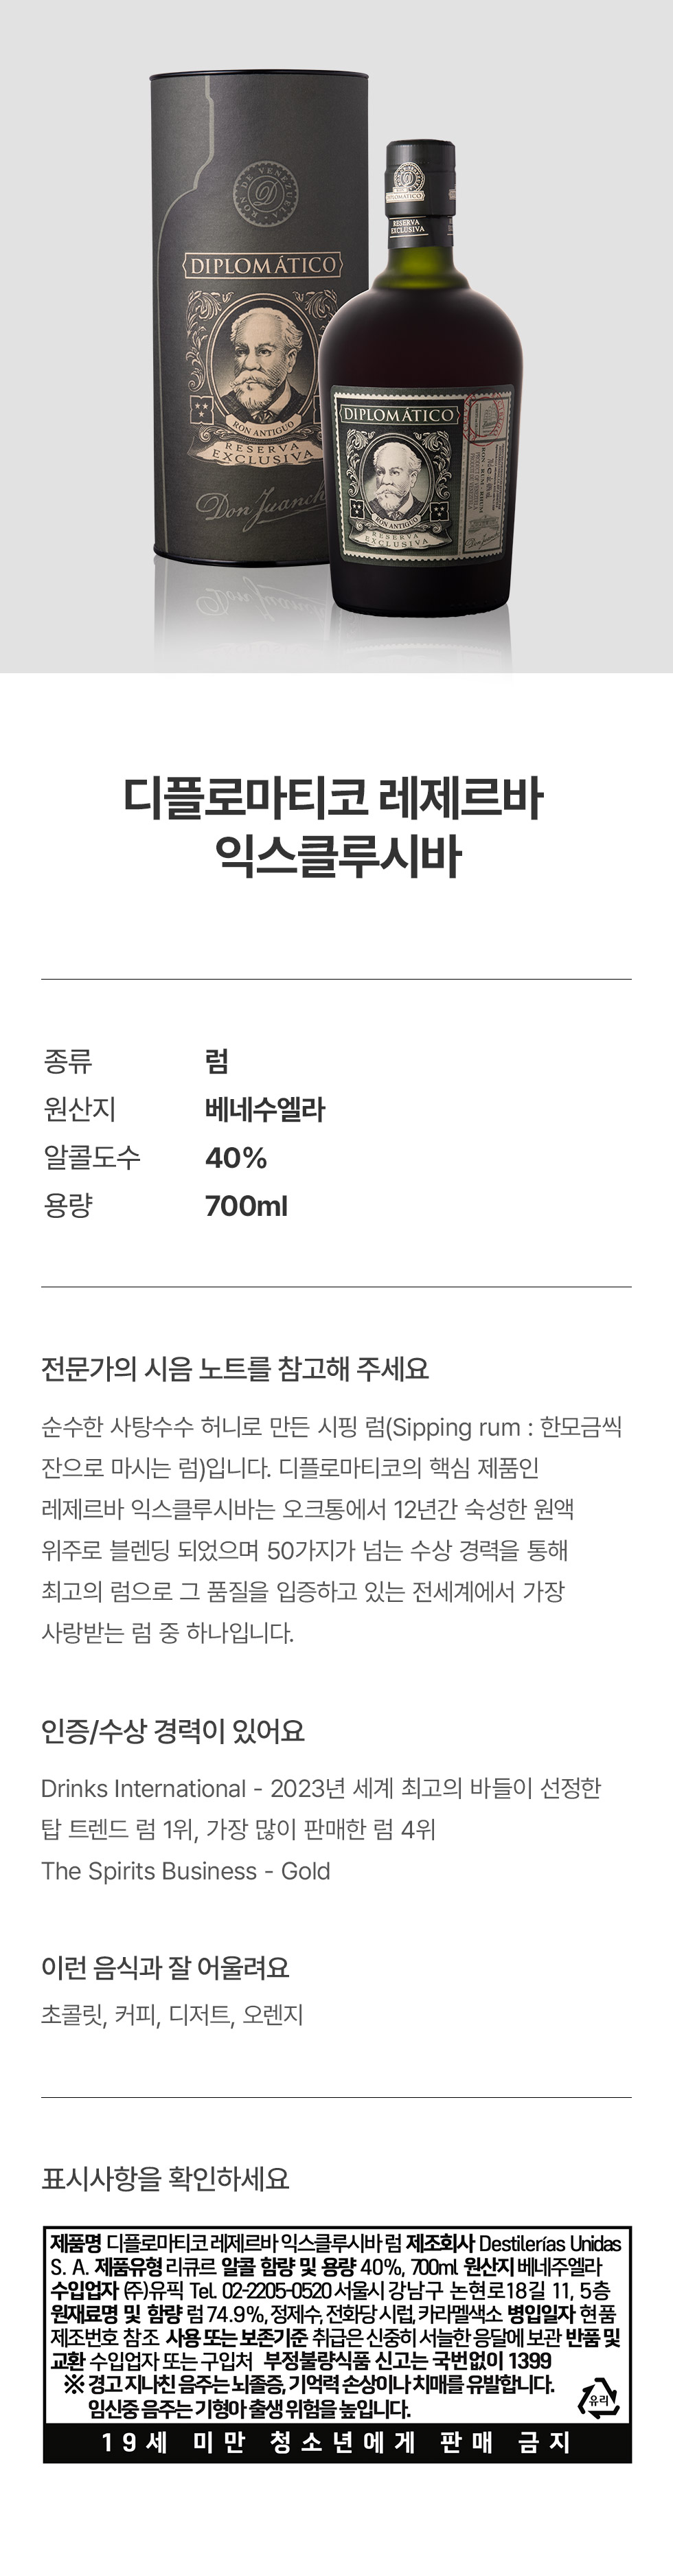 RON DE VENEZUELA
DIPLOMÁTICO
RON ANTIGUO
RESERVA
EXCLUSIVA
Don Juanch
DIPLOMÁTICO
RESERVA
EXCLUSIVA
DIPLOMÁTICO
RON ANTIGUO
RESERVA
EXCLUSIVA
디플로마티코 레제르바
익스클루시바
종류 럼
원산지 베네수엘라
알콜도수 40%
용량 700ml
전문가의 시음 노트를 참고해 주세요
순수한 사탕수수 허니로 만든 시핑 럼(Sipping rum : 한모금씩
잔으로 마시는 럼)입니다. 디플로마티코의 핵심 제품인
레제르바 익스클루시바는 오크통에서 12년간 숙성한 원액
위주로 블렌딩 되었으며 50가지가 넘는 수상 경력을 통해
최고의 럼으로 그 품질을 입증하고 있는 전세계에서 가장
사랑받는 럼 중 하나입니다.
인증/수상 경력이 있어요
Drinks International - 2023년 세계 최고의 바들이 선정한
탑 트렌드 럼 1위, 가장 많이 판매한 럼 4위
The Spirits Business - Gold
이런 음식과 잘 어울려요
초콜릿, 커피, 디저트, 오렌지
표시사항을 확인하세요
제품명 디플로마티코 레제르바 익스클루시바 럼 제조회사 Destilerías Unidas
S. A. 제품유형 리큐르 알콜 함량 및 용량 40%, 700ml 원산지 베네주엘라
수입업자 (주)유픽 Tel. 02-2205-0520 서울시 강남구 논현로18길 11, 5층
원재료명 및 함량 럼 74.9%, 정제수, 전화당 시럽, 카라멜색소 병입일자 현품
제조번호 참조 사용 또는 보존기준 취급은 신중히 서늘한 응달에 보관 반품 및
교환 수입업자 또는 구입처 부정불량식품 신고는 국번없이 1399
※ 경고 지나친 음주는 뇌졸중, 기억력 손상이나 치매를 유발합니다.
임신중 음주는 기형아 출생 위험을 높입니다.
유리
19세 미만 청소년에게 판매 금지